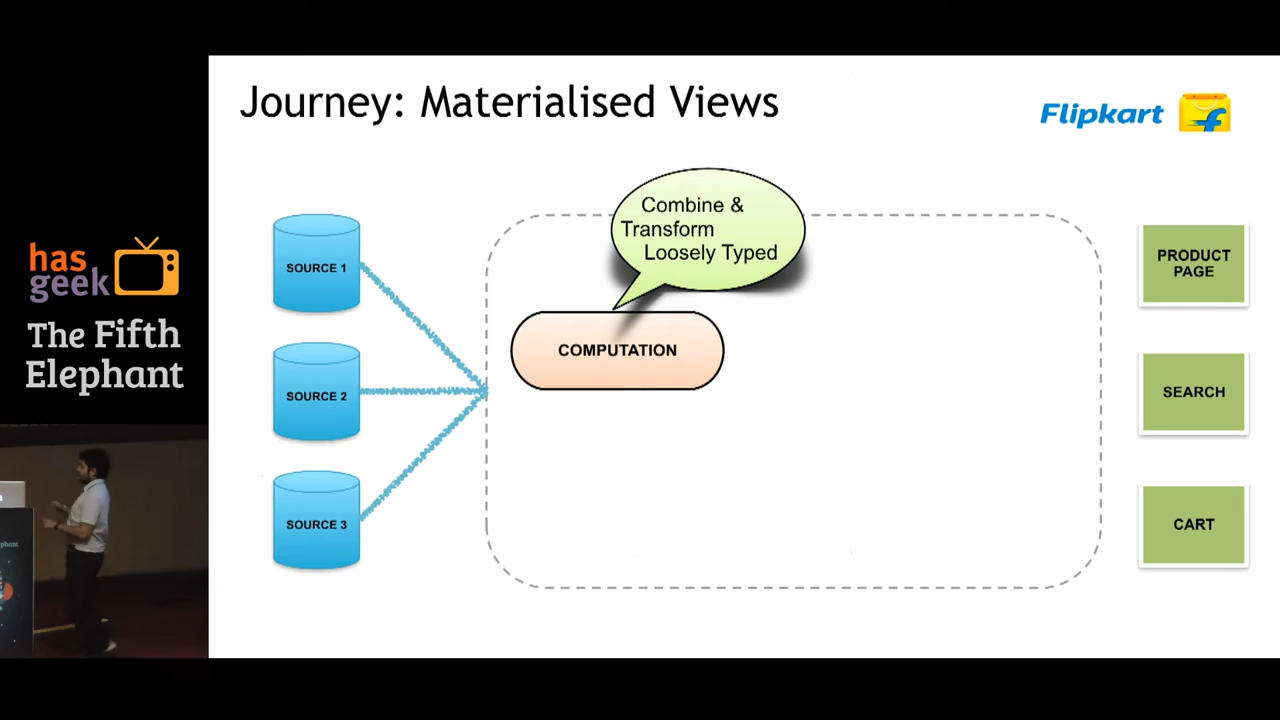 Journey: Materialised Views
Flipkart
Combine &
Transform
Loosely Typed
SOURCE 1
SOURCE 2
SOURCE 3
COMPUTATION
PRODUCT
PAGE
SEARCH
CART
has
geek
The Fifth
Elephant